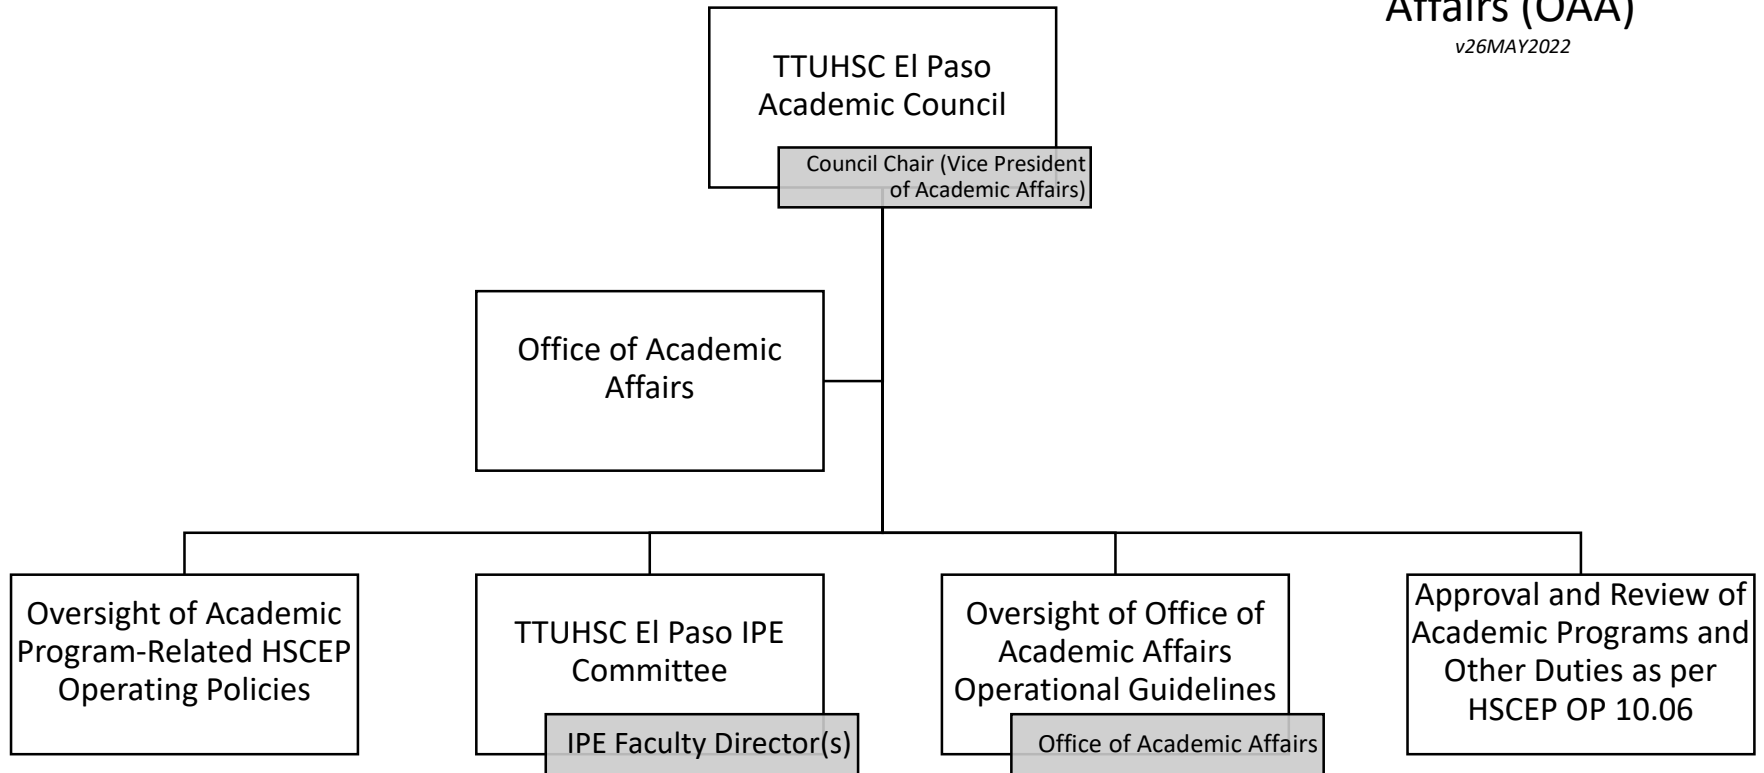 Affairs (OAA)
v26MAY2022
TTUHSC El Paso
Academic Council
Council Chair (Vice President
of Academic Affairs)
Office of Academic
Affairs
Oversight of Academic
Program-Related HSCEP
Operating Policies
TTUHSC El Paso IPE
Committee
IPE Faculty Director(s)
Oversight of Office of
Academic Affairs
Operational Guidelines
Office of Academic Affairs
Approval and Review of
Academic Programs and
Other Duties as per
HSCEP OP 10.06